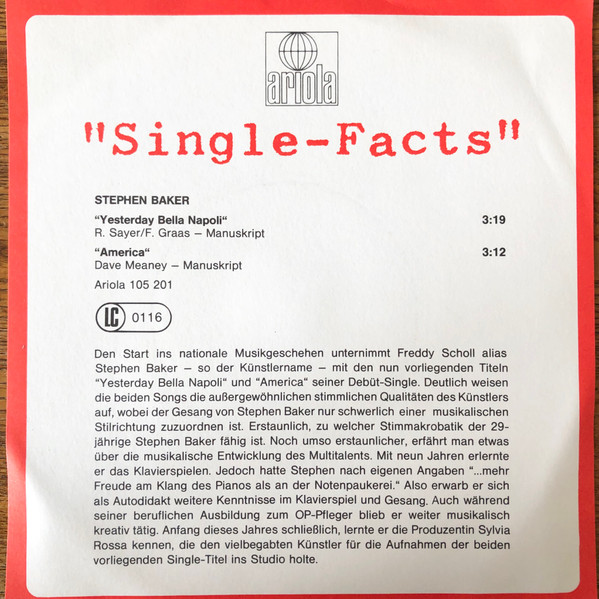 ariola
"Single-Facts"
STEPHEN BAKER
“Yesterday Bella Napoli“ 3:19
R. Sayer/F. Graas – Manuskript
“America“ 3:12
Dave Meaney – Manuskript
Ariola 105 201
LC 0116
Den Start ins nationale Musikgeschehen unternimmt Freddy Scholl alias
Stephen Baker – so der Künstlername – mit den nun vorliegenden Titeln
“Yesterday Bella Napoli“ und “America“ seiner Debüt-Single. Deutlich weisen
die beiden Songs die außergewöhnlichen stimmlichen Qualitäten des Künstlers
auf, wobei der Gesang von Stephen Baker nur schwerlich einer musikalischen
Stilrichtung zuzuordnen ist. Erstaunlich, zu welcher Stimmakrobatik der 29-
jährige Stephen Baker fähig ist. Noch umso erstaunlicher, erfährt man etwas
über die musikalische Entwicklung des Multitalents. Mit neun Jahren erlernte
er das Klavierspielen. Jedoch hatte Stephen nach eigenen Angaben “...mehr
Freude am Klang des Pianos als an der Notenpaukerei.“ Also erwarb er sich
als Autodidakt weitere Kenntnisse im Klavierspiel und Gesang. Auch während
seiner beruflichen Ausbildung zum OP-Pfleger blieb er weiter musikalisch
kreativ tätig. Anfang dieses Jahres schließlich, lernte er die Produzentin Sylvia
Rossa kennen, die den vielbegabten Künstler für die Aufnahmen der beiden
vorliegenden Single-Titel ins Studio holte.